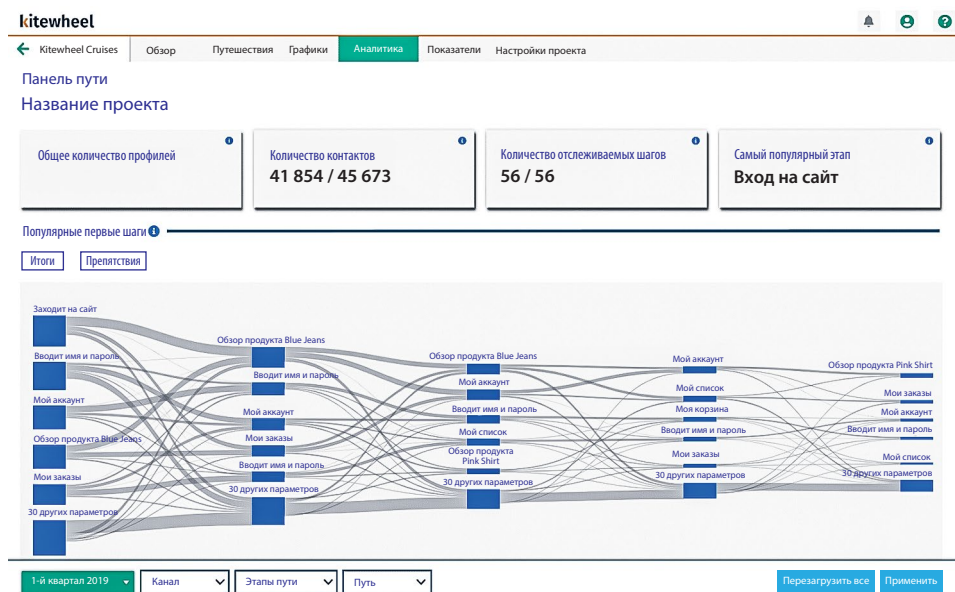 kitewheel
Kitewheel Cruises Обзор Путешествия Графики Аналитика Показатели Настройки проекта
Панель пути
Название проекта
Общее количество профилей
Количество контактов
41 854 / 45 673
Количество отслеживаемых шагов
56 / 56
Самый популярный этап
Вход на сайт
Популярные первые шаги
Итоги Препятствия
Заходит на сайт
Вводит имя и пароль
Мой аккаунт
Обзор продукта Blue Jeans
Мои заказы
30 других параметров
Обзор продукта Blue Jeans
Вводит имя и пароль
Мой аккаунт
Мои заказы
Вводит имя и пароль
30 других параметров
Обзор продукта Blue Jeans
Мой аккаунт
Вводит имя и пароль
Мой список
Обзор продукта
Pink Shirt
30 других параметров
Мой аккаунт
Мой список
Моя корзина
Вводит имя и пароль
Мои заказы
30 других параметров
Обзор продукта Pink Shirt
Мои заказы
Мой аккаунт
Вводит имя и пароль
Мой список
30 других параметров
1-й квартал 2019 Канал Этапы пути Путь Перезагрузить все Применить